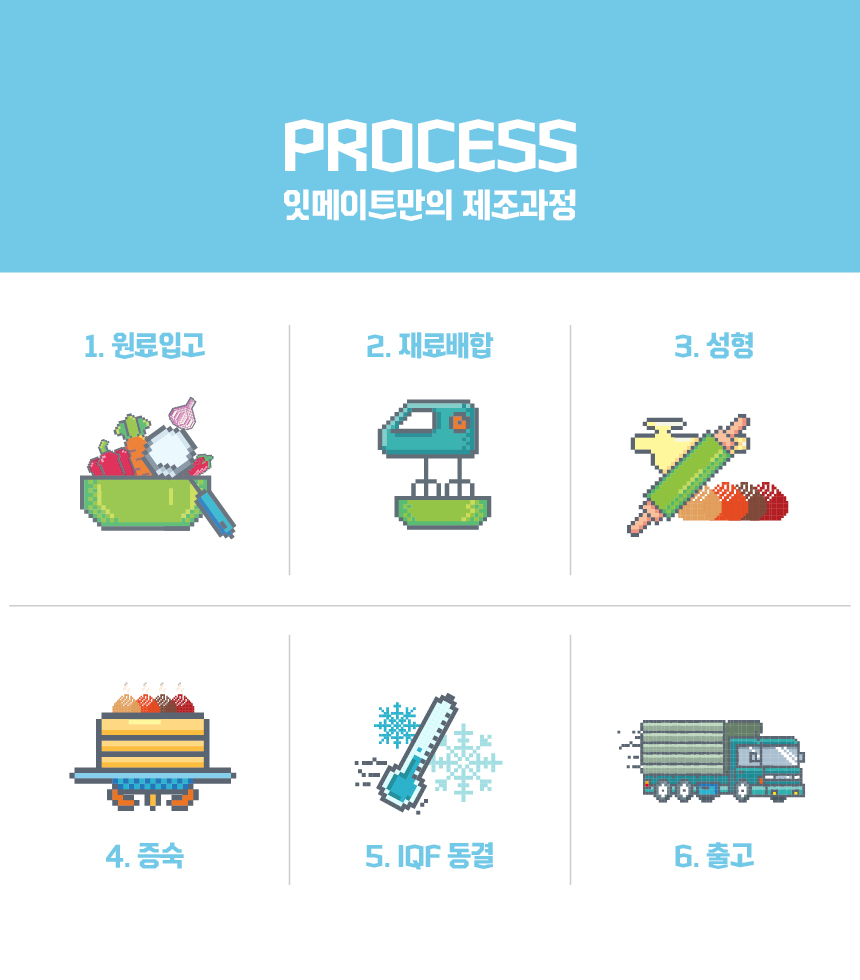 PROCESS
잇메이트만의 제조과정
1. 원료입고
2. 재료배합
3. 성형
4. 증숙
5. IQF 동결
6. 출고